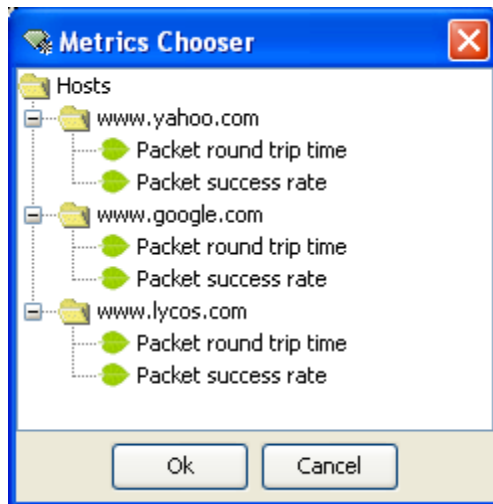 Metrics Chooser
Hosts
www.yahoo.com
Packet round trip time
Packet success rate
www.google.com
Packet round trip time
Packet success rate
www.lycos.com
Packet round trip time
Packet success rate
Ok Cancel